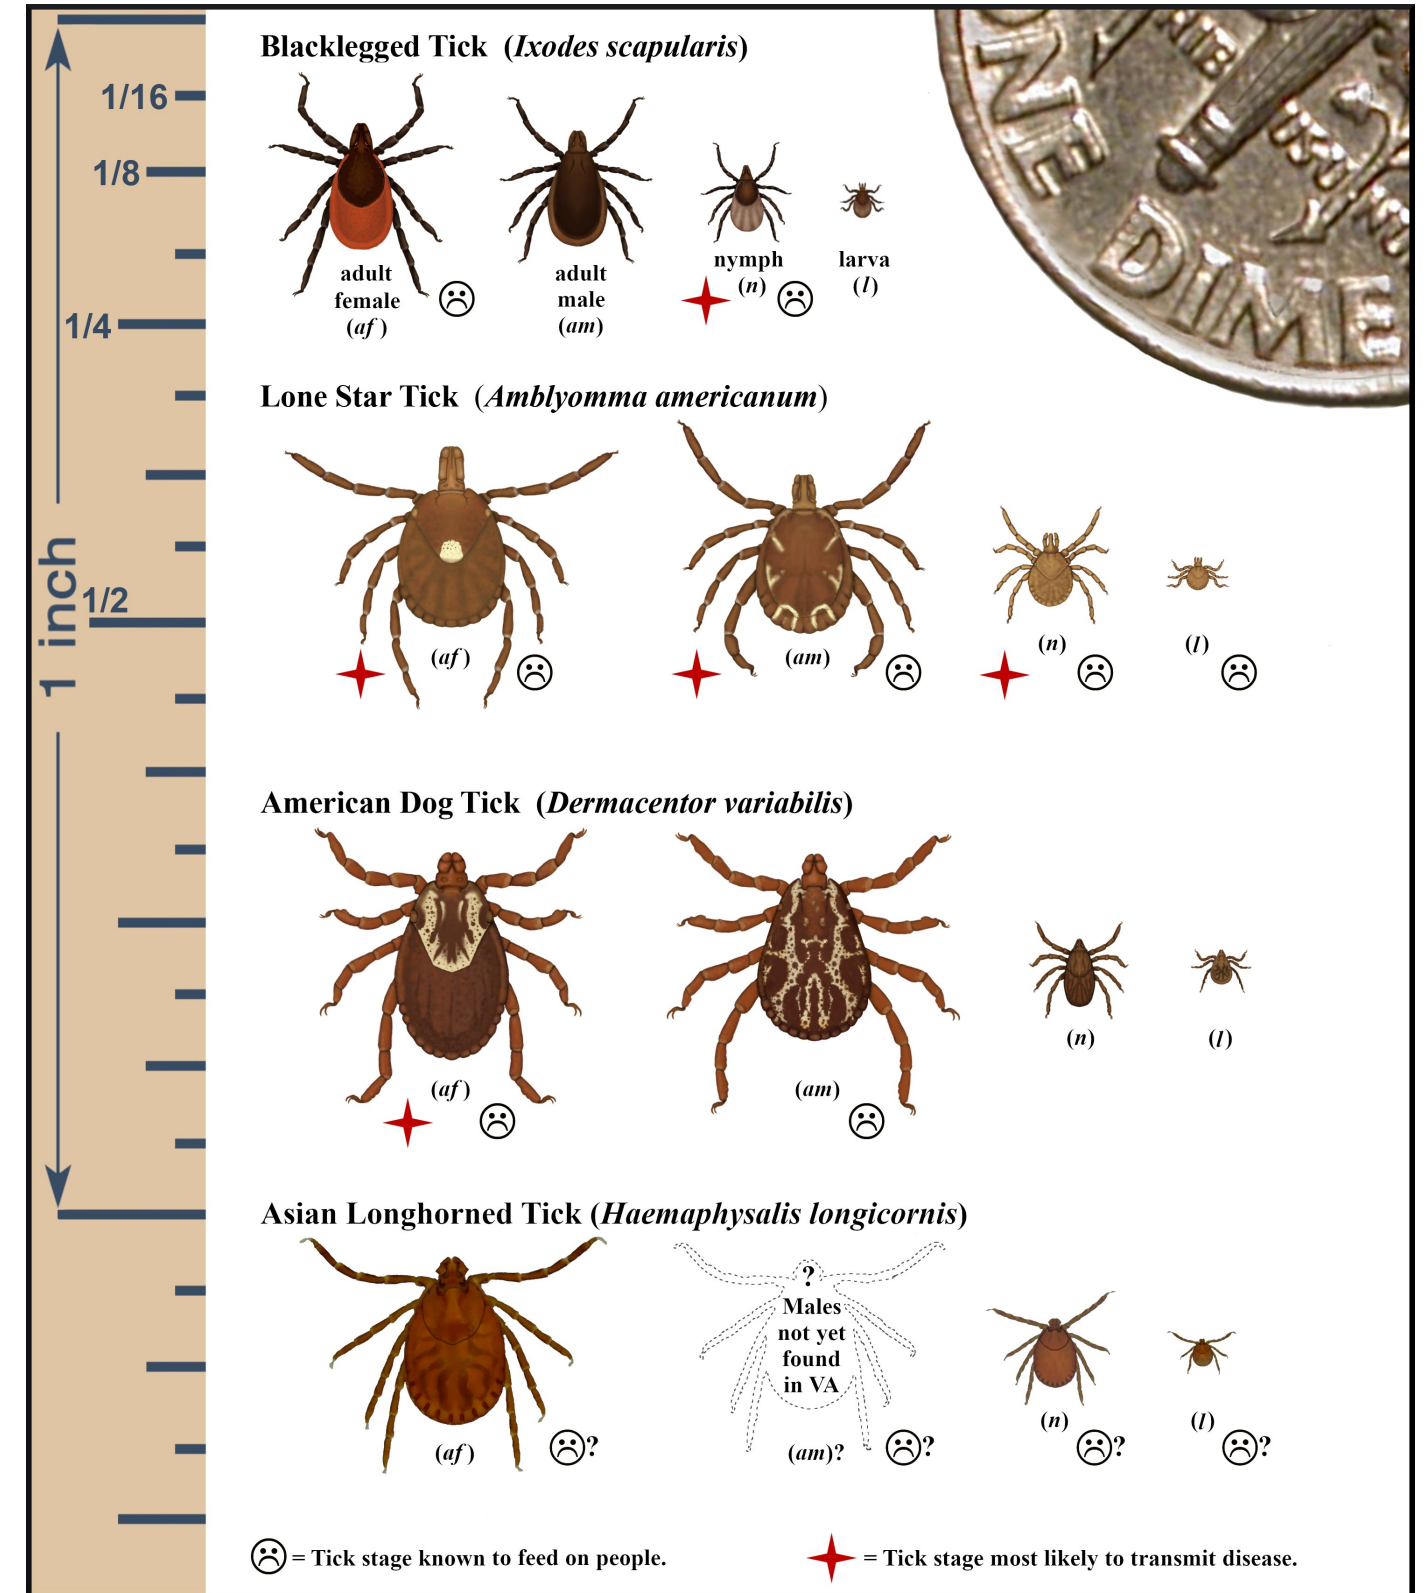 Blacklegged Tick (Ixodes scapularis)
1/16
1/8
1/4
1/2
1 inch
adult
female
(af)
adult
male
(am)
nymph
(n)
larva
(l)
ONE DIME
Lone Star Tick (Amblyomma americanum)
(af)
(am)
(n)
(l)
American Dog Tick (Dermacentor variabilis)
(af)
(am)
(n)
(l)
Asian Longhorned Tick (Haemaphysalis longicornis)
?
Males
not yet
found
in VA
(af)
?
(am)?
?
(n)
?
(l)
?
= Tick stage known to feed on people.
= Tick stage most likely to transmit disease.